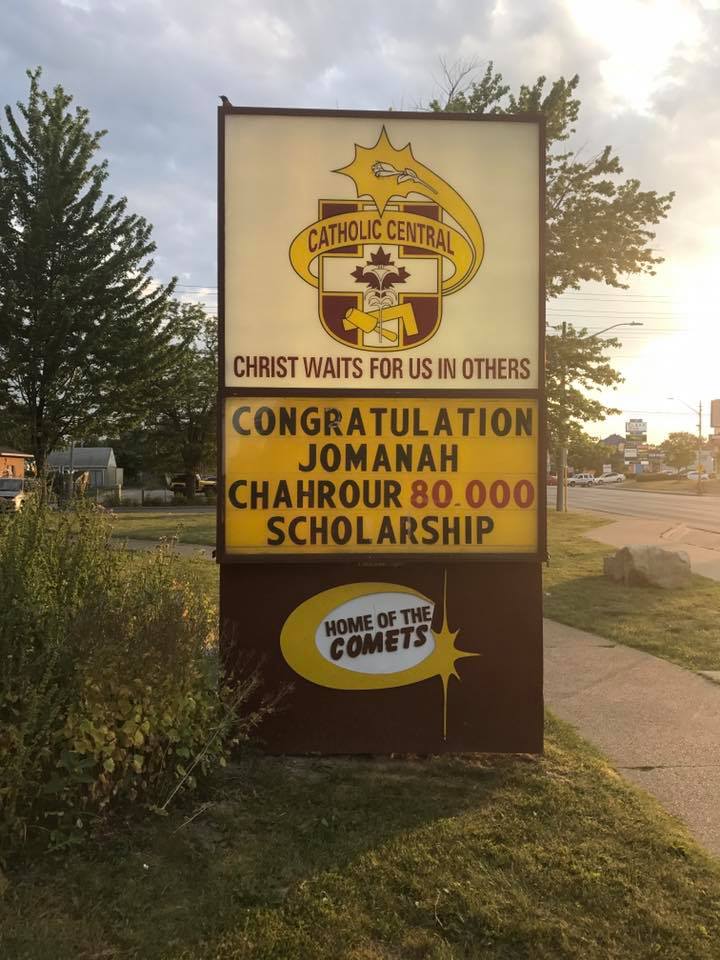 CATHOLIC CENTRAL
CHRIST WAITS FOR US IN OTHERS
CONGRATULATION
JOMANAH
CHAHROUR 80.000
SCHOLARSHIP
HOME OF THE
COMETS